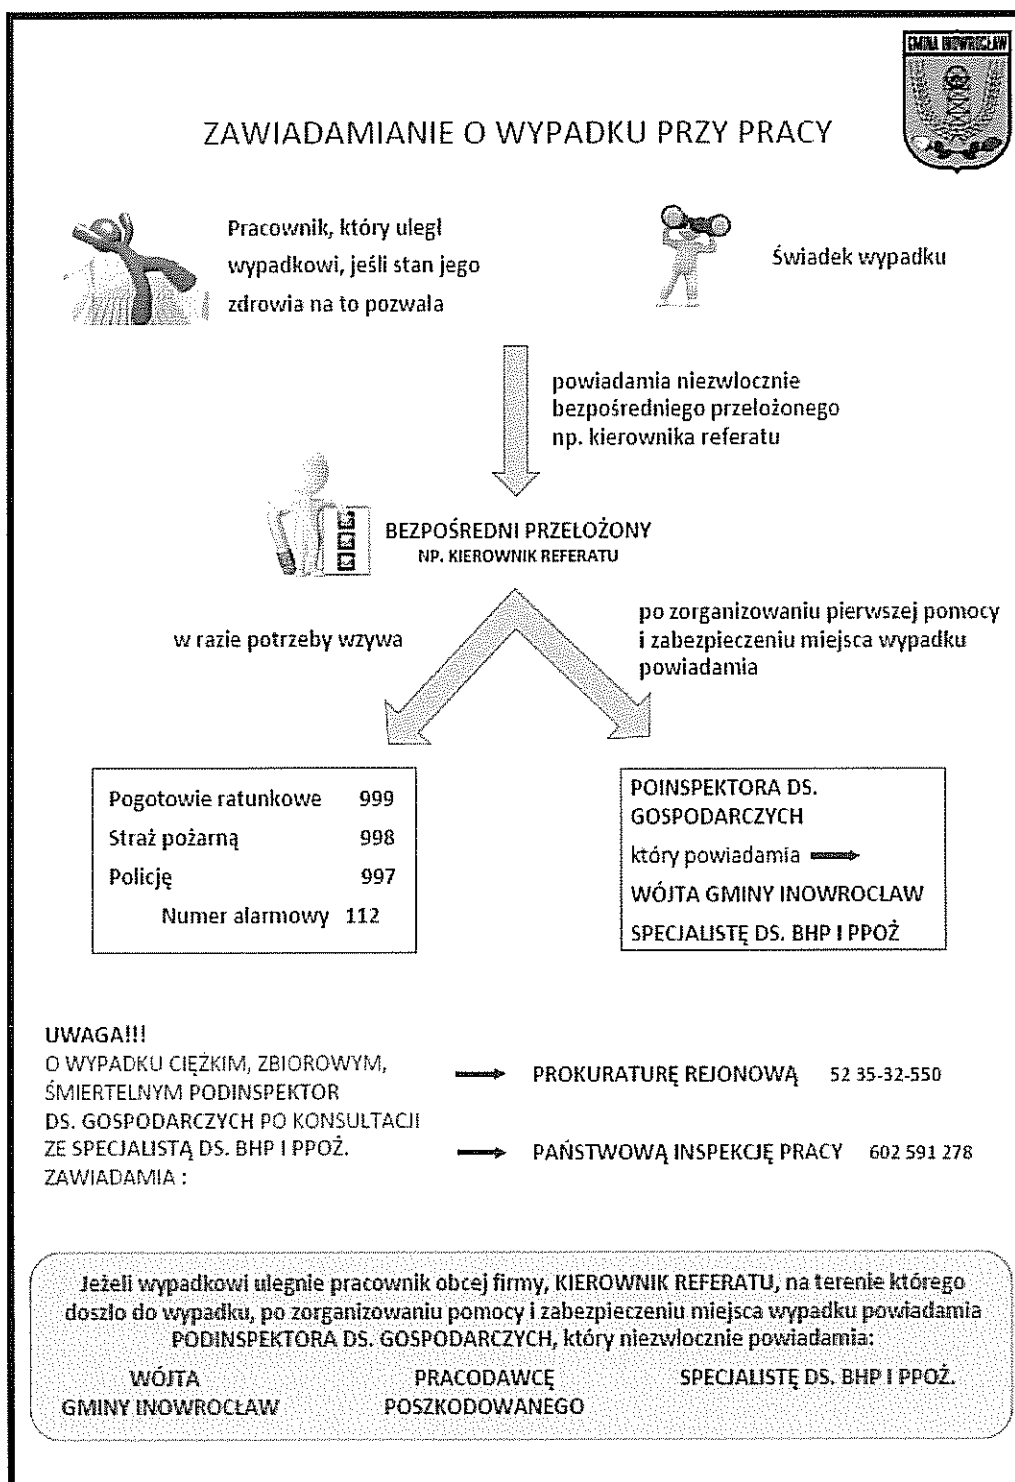 GMINA INOWROCŁAW
ZAWIADAMIANIE O WYPADKU PRZY PRACY
Pracownik, który uległ
wypadkowi, jeśli stan jego
zdrowia na to pozwala
Świadek wypadku
powiadamia niezwłocznie
bezpośredniego przełożonego
np. kierownika referatu
BEZPOŚREDNI PRZEŁOŻONY
NP. KIEROWNIK REFERATU
w razie potrzeby wzywa
po zorganizowaniu pierwszej pomocy
i zabezpieczeniu miejsca wypadku
powiadamia
Pogotowie ratunkowe 999
Straż pożarną 998
Policję 997
Numer alarmowy 112
POINSPEKTORA DS.
GOSPODARCZYCH
który powiadamia
WÓJTA GMINY INOWROCŁAW
SPECJALISTĘ DS. BHP I PPOŻ
UWAGA!!!
O WYPADKU CIĘŻKIM, ZBIOROWYM,
ŚMIERTELNYM PODINSPEKTOR
DS. GOSPODARCZYCH PO KONSULTACJI
ZE SPECJALISTĄ DS. BHP I PPOŻ.
ZAWIADAMIA :
PROKURATURĘ REJONOWĄ 52 35-32-550
PAŃSTWOWĄ INSPEKCJĘ PRACY 602 591 278
Jeżeli wypadkowi ulegnie pracownik obcej firmy, KIEROWNIK REFERATU, na terenie którego
doszło do wypadku, po zorganizowaniu pomocy i zabezpieczeniu miejsca wypadku powiadamia
PODINSPEKTORA DS. GOSPODARCZYCH, który niezwłocznie powiadamia:
WÓJTA
GMINY INOWROCŁAW
PRACODAWCĘ
POSZKODOWANEGO
SPECJALISTĘ DS. BHP I PPOŻ.